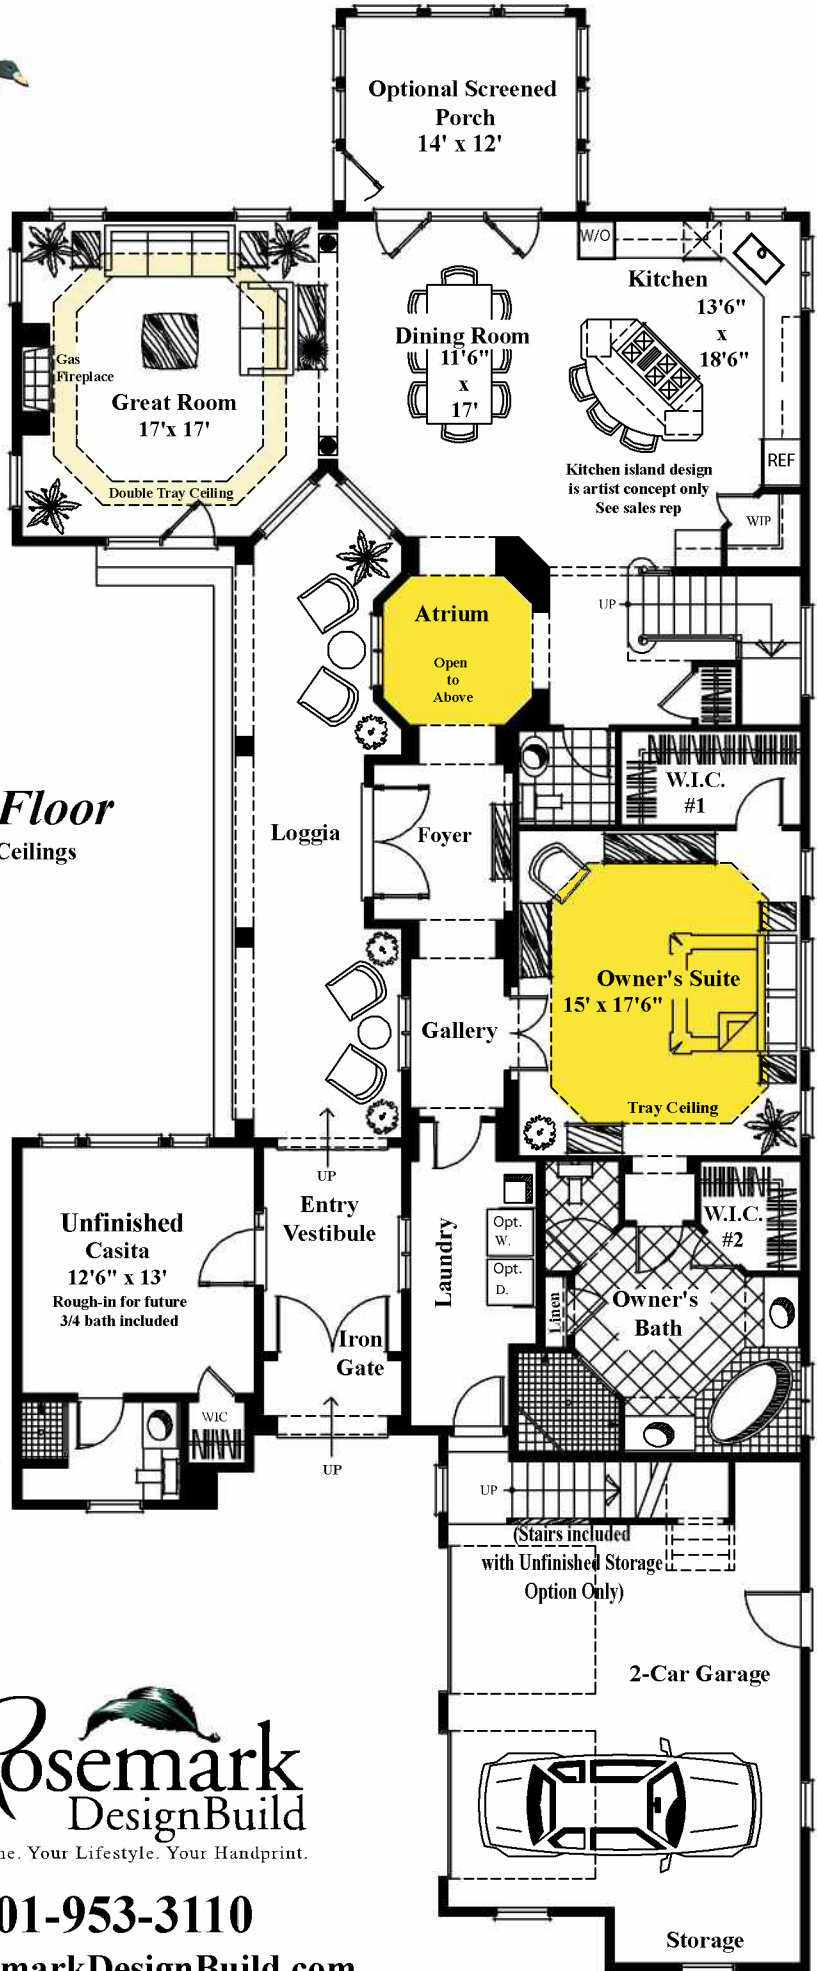 Optional Screened
Porch
14' x 12'
W/O
Kitchen
13'6"
x
18'6"
Dining Room
11'6"
x
17'
Gas
Fireplace
Great Room
17'x 17'
Double Tray Ceiling
REF
Kitchen island design
is artist concept only
See sales rep
WIP
UP
Atrium
Open
to
Above
W.I.C.
#1
Floor
Ceilings
Loggia
Foyer
Owner's Suite
15' x 17'6"
Gallery
Tray Ceiling
UP
Entry
Vestibule
Unfinished
Casita
12'6" x 13'
Rough-in for future
3/4 bath included
Laundry
Opt.
W.
Opt.
D.
W.I.C.
#2
Linen
Owner's
Bath
Iron
Gate
WIC
UP
UP
(Stairs included
with Unfinished Storage
Option Only)
2-Car Garage
Rosemark
DesignBuild
me. Your Lifestyle. Your Handprint.
01-953-3110
markDesignBuild.com
Storage